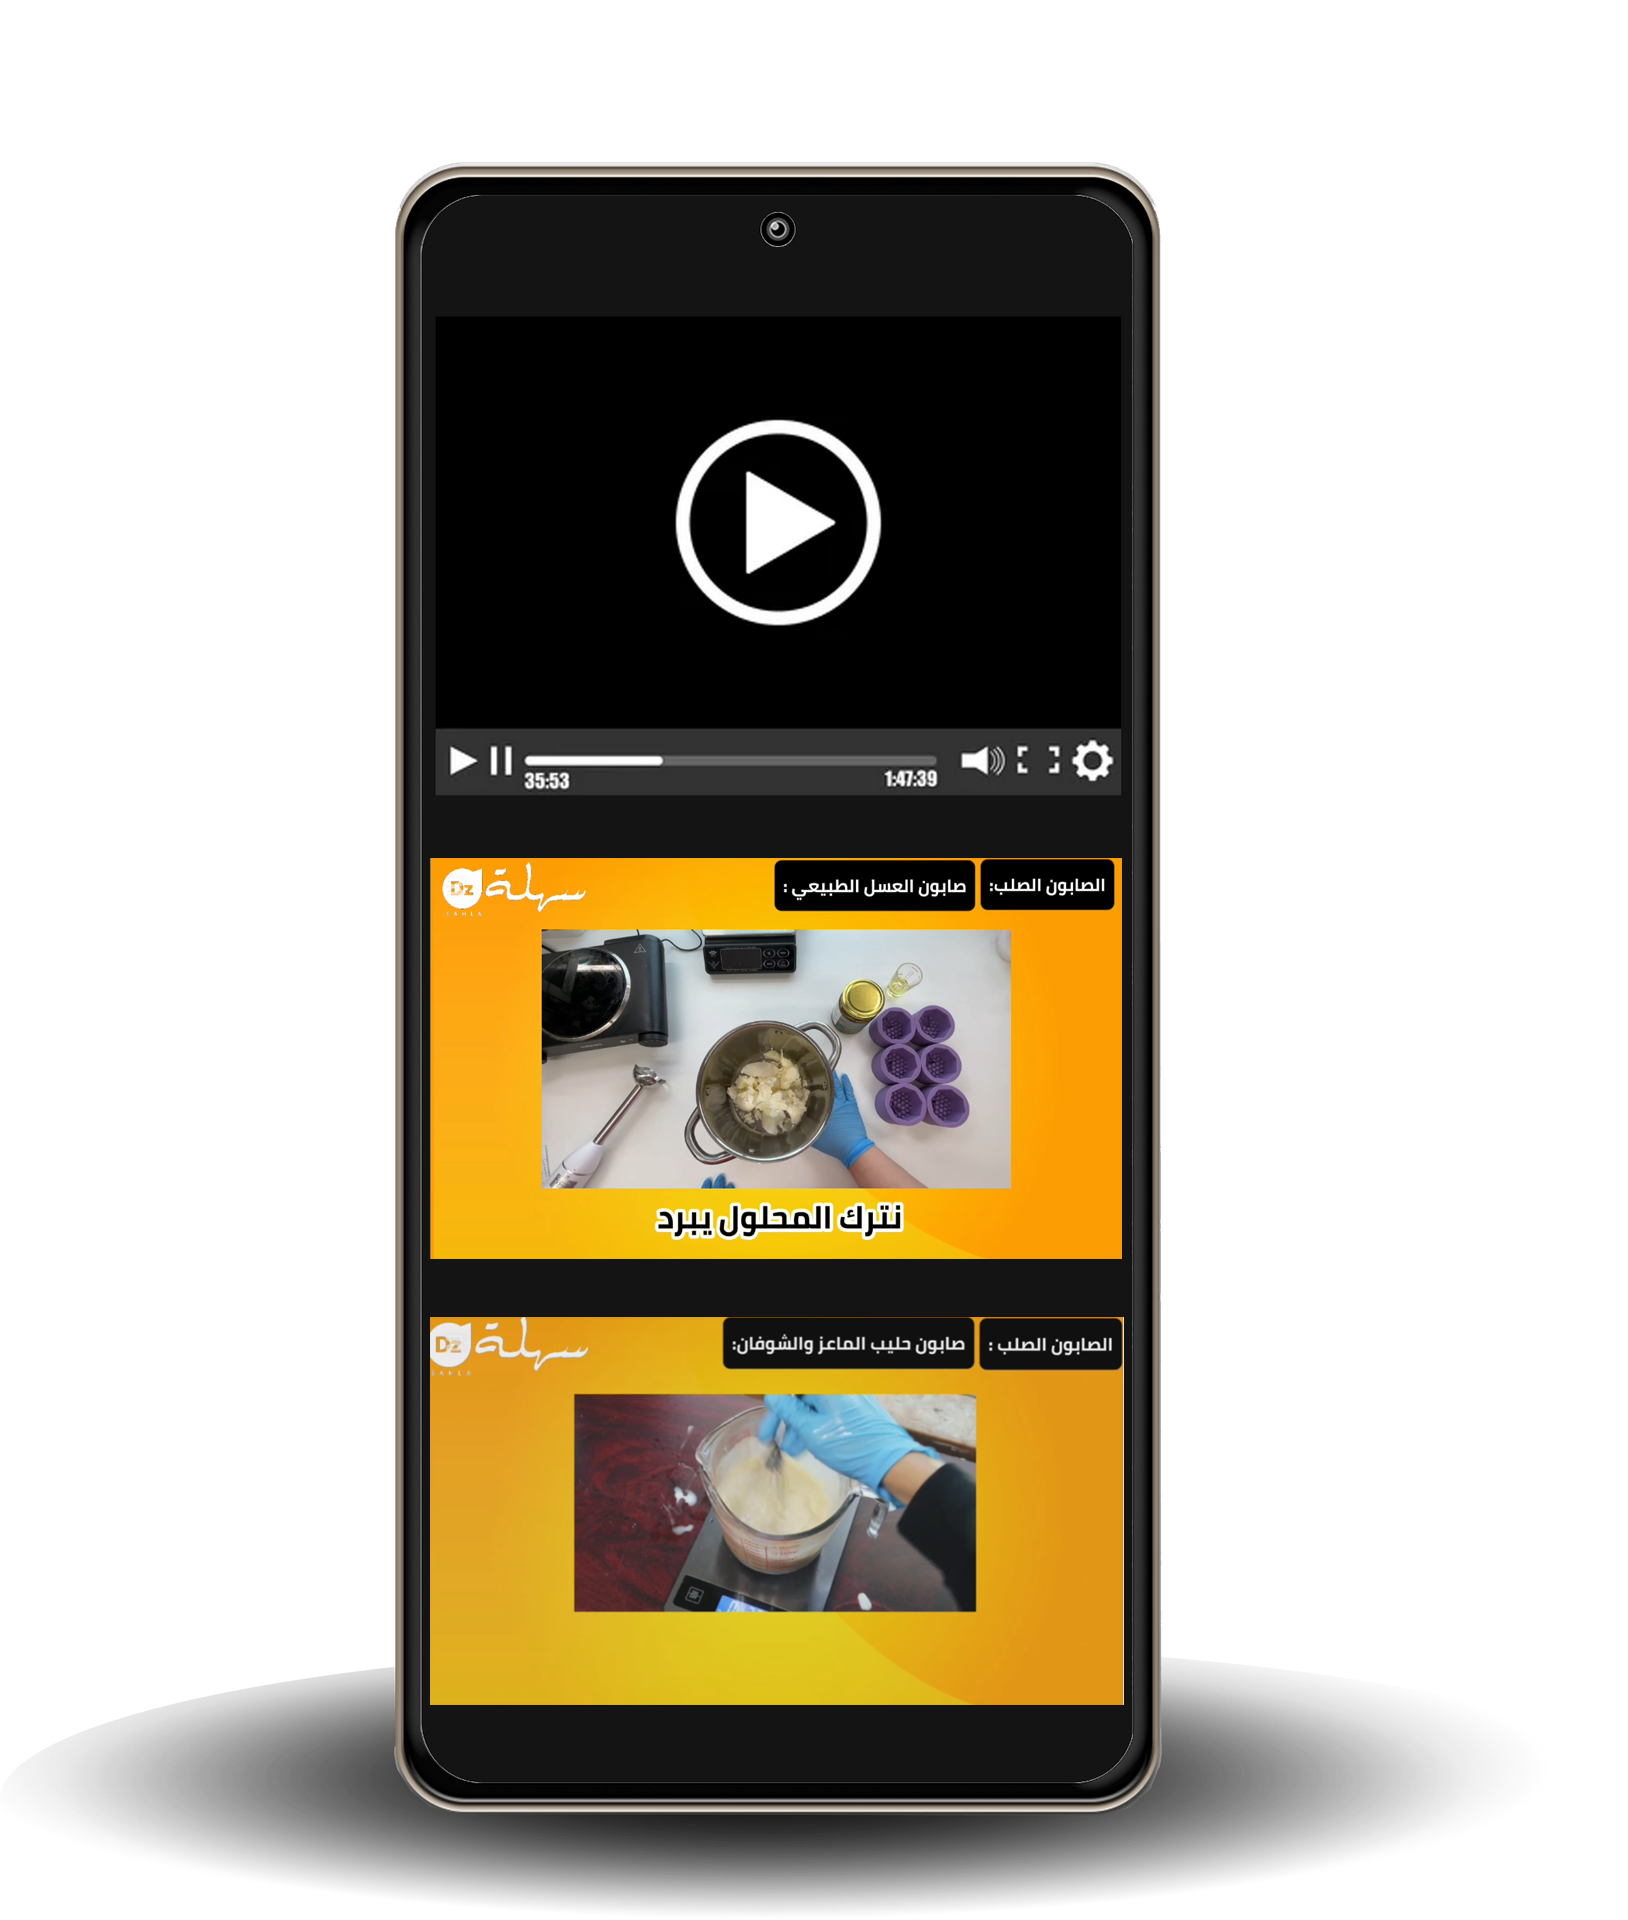 35:53
1:47:39
سهلة
Dz
SAHLA
الصابون الصلب:
صابون العسل الطبيعي :
نترك المحلول يبرد
سهلة
Dz
SAHLA
الصابون الصلب :
صابون حليب الماعز والشوفان: